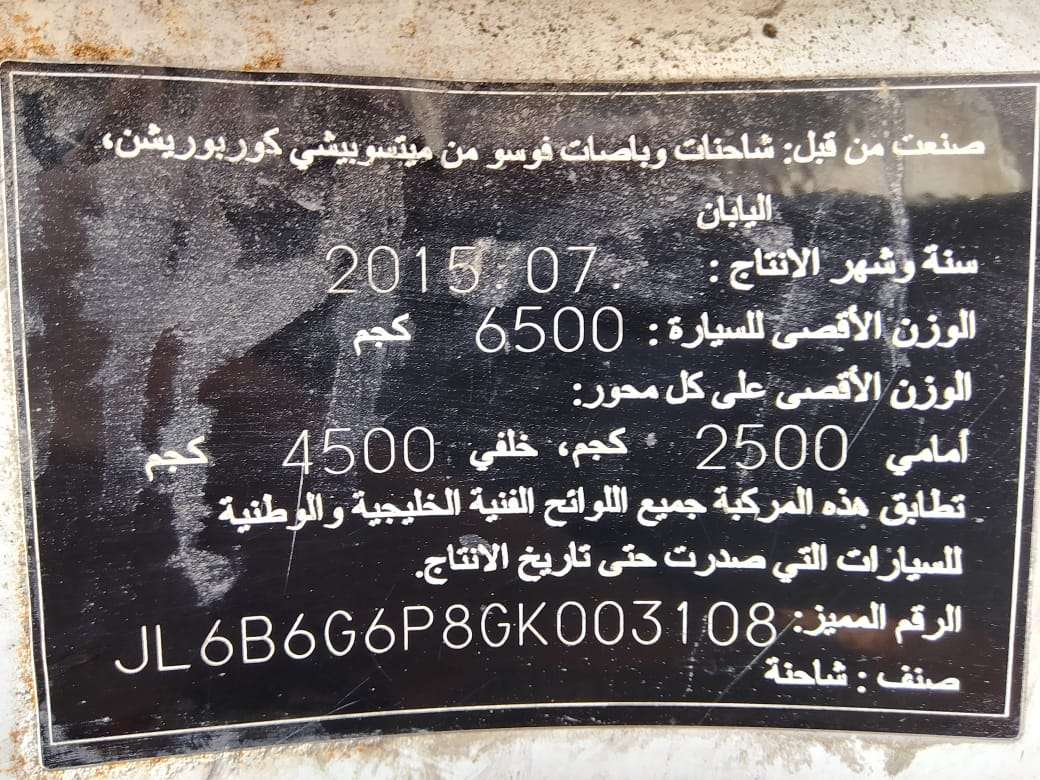 صنعت من قبل: شاحنات وباصات فوسو من ميتسوبيشي كوربوريشن،
اليابان
سنة وشهر الانتاج : 2015.07.
الوزن الأقصى للسيارة : 6500 كجم
الوزن الأقصى على كل محور:
أمامي 2500 كجم، خلفي 4500 كجم
تطابق هذه المركبة جميع اللوائح الفنية الخليجية والوطنية
للسيارات التي صدرت حتى تاريخ الانتاج.
الرقم المميز: JL6B6G6P8GK003108
صنف : شاحنة